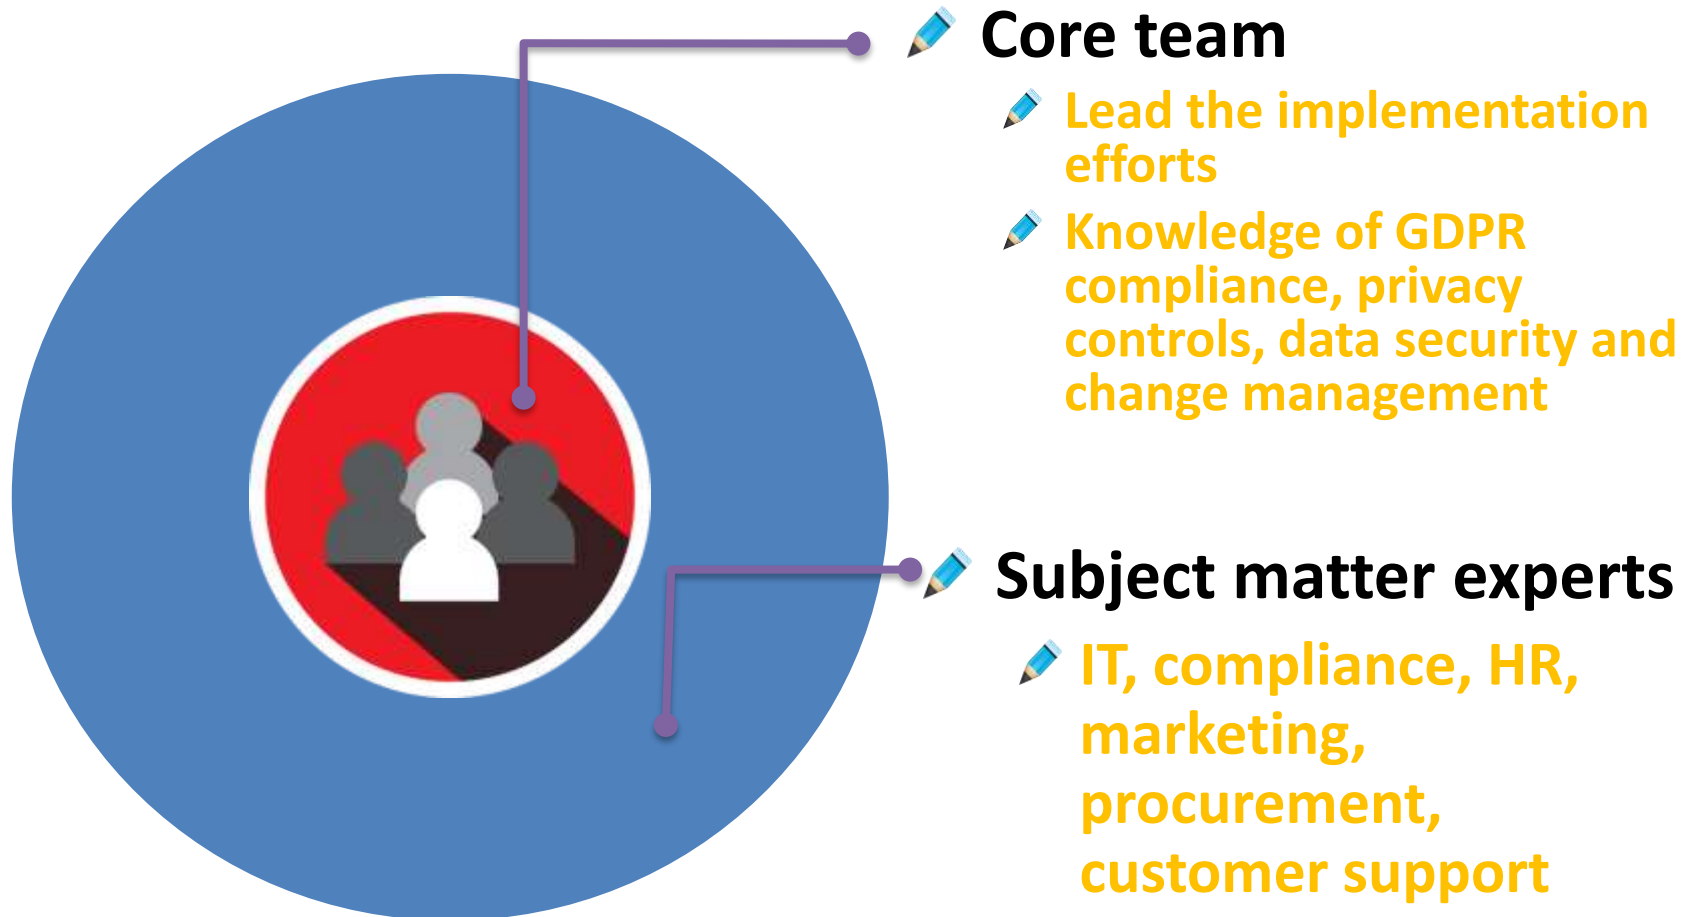 Core team
Lead the implementation
efforts
Knowledge of GDPR
compliance, privacy
controls, data security and
change management
Subject matter experts
IT, compliance, HR,
marketing,
procurement,
customer support